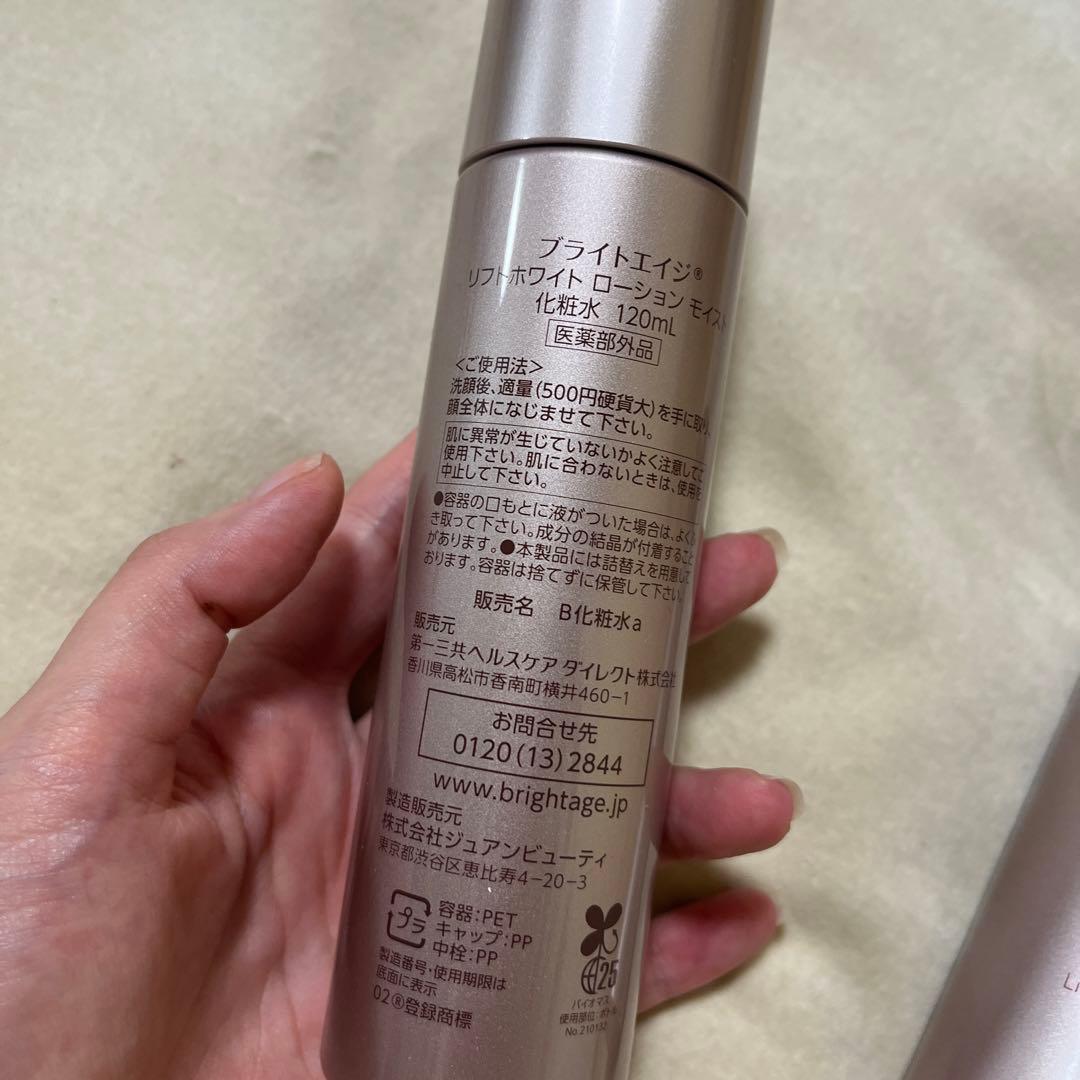 ブライトエイジ®
リフトホワイト ローション モイスト
化粧水 120mL
医薬部外品
<ご使用法>
洗顔後、適量(500円硬貨大)を手に取り、
顔全体になじませて下さい。
肌に異常が生じていないかよく注意してご
使用下さい。肌に合わないときは、使用を
中止して下さい。
●容器の口もとに液がついた場合は、よくふ
き取って下さい。成分の結晶が付着すること
があります。●本製品には詰替えを用意して
おります。容器は捨てずに保管して下さい。
販売名 B化粧水a
販売元
第一三共ヘルスケア ダイレクト株式会社
香川県高松市香南町横井460-1
お問合せ先
0120(13)2844
www.brightage.jp
製造販売元
株式会社ジュアンビューティ
東京都渋谷区恵比寿4-20-3
プラ
容器:PET
キャップ:PP
中栓:PP
製造番号・使用期限は
底面に表示
02®登録商標
25
バイオマス
使用部位:ボトル
No.210132